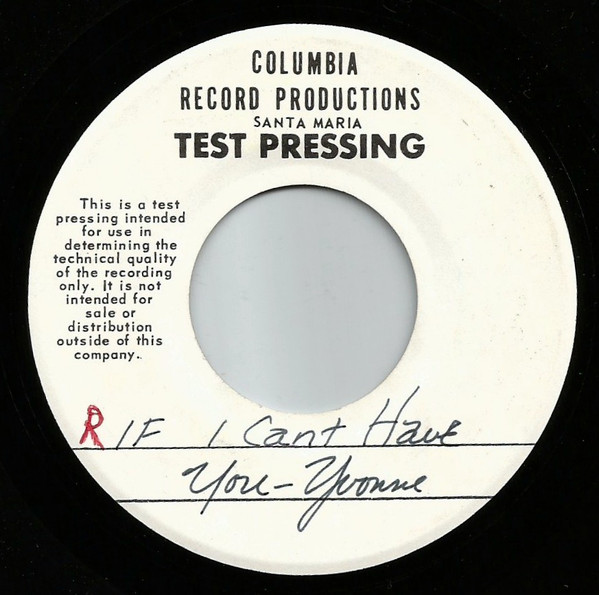 COLUMBIA
RECORD PRODUCTIONS
SANTA MARIA
TEST PRESSING
This is a test
pressing intended
for use in
determining the
technical quality
of the recording
only. It is not
intended for
sale or
distribution
outside of this
company.
R IF I Cant Have
You - Yvonne